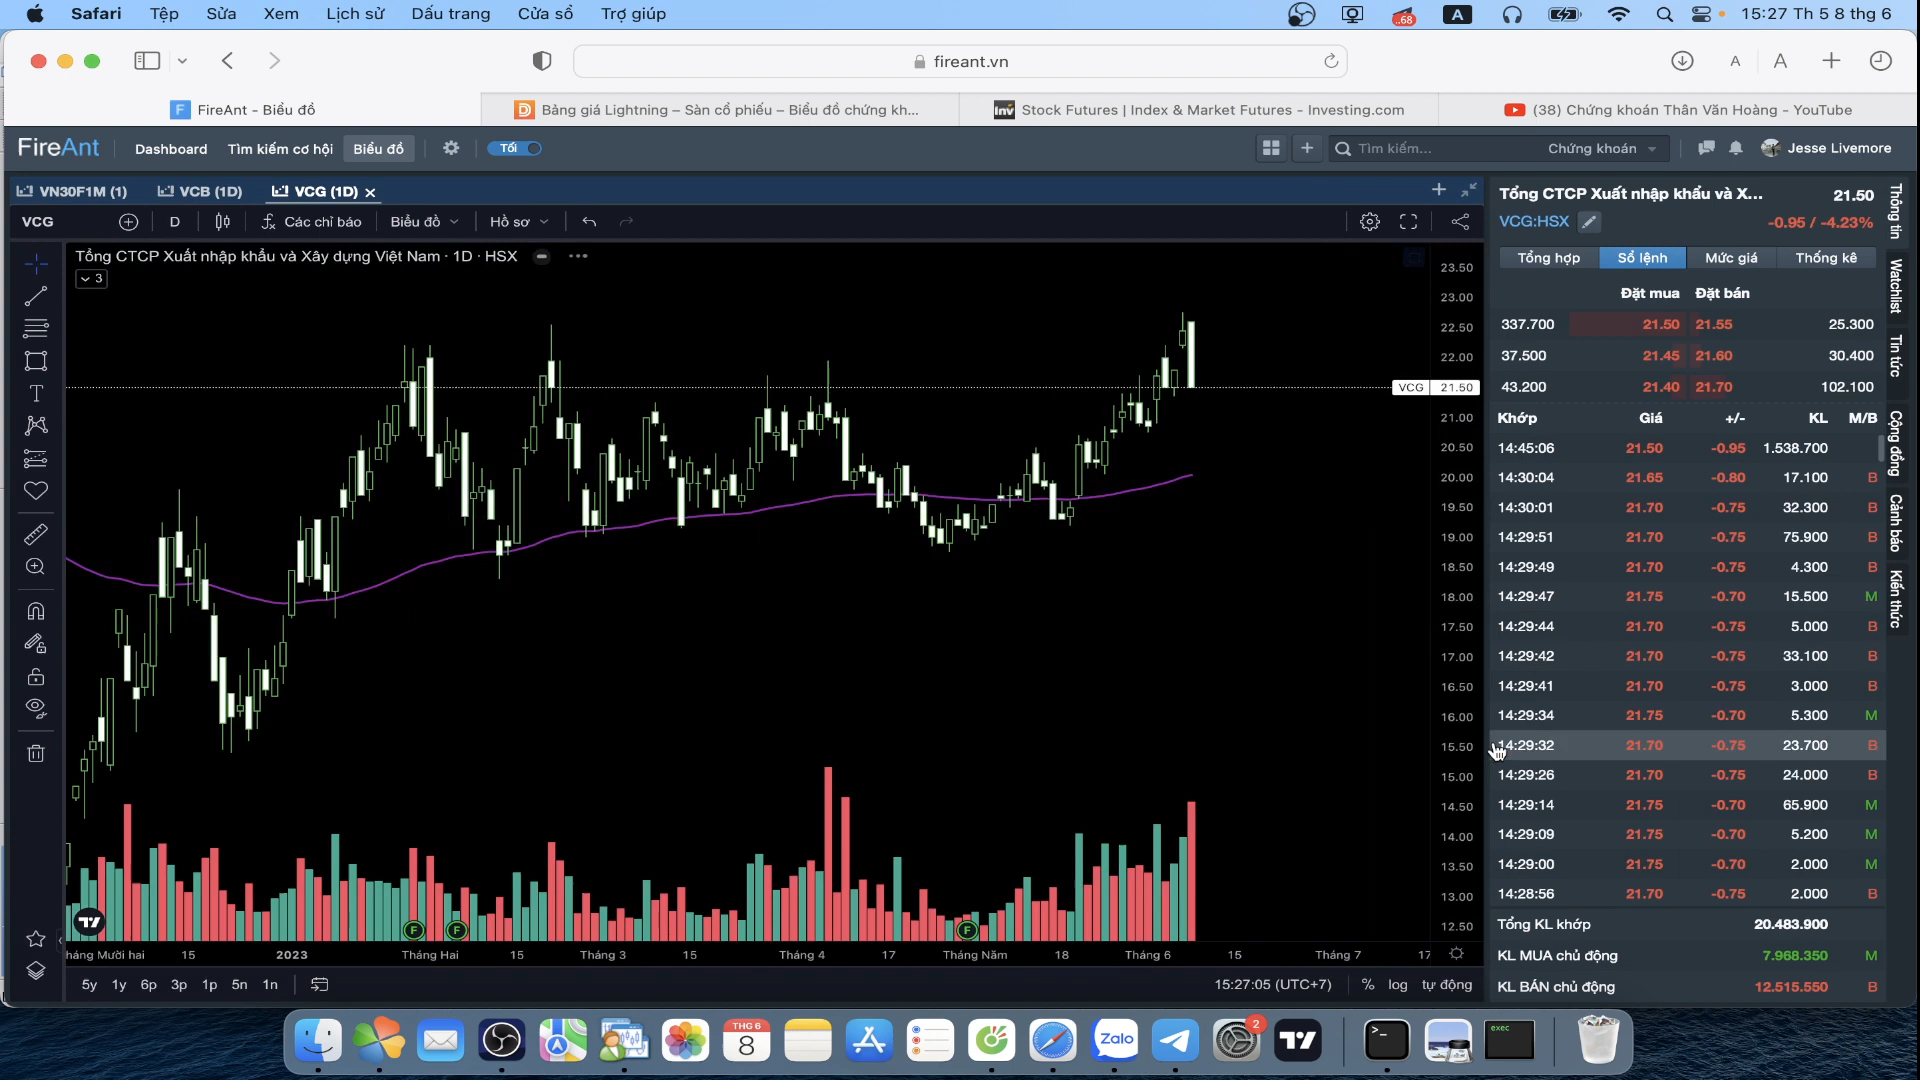 Safari Tệp Sửa Xem Lịch sử Dấu trang Cửa sổ Trợ giúp
..68 A 15:27 Th 5 8 thg 6
fireant.vn A A
F FireAnt - Biểu đồ
Bảng giá Lightning – Sàn cổ phiếu – Biểu đồ chứng kh...
Inv Stock Futures | Index & Market Futures - Investing.com
(38) Chứng khoán Thân Văn Hoàng - YouTube
FireAnt Dashboard Tìm kiếm cơ hội Biểu đồ Tối
Tìm kiếm... Chứng khoán Jesse Livemore
VN30F1M (1) VCB (1D) VCG (1D)
VCG D Các chỉ báo Biểu đồ Hồ sơ
Tổng CTCP Xuất nhập khẩu và Xây dựng Việt Nam · 1D · HSX
3
23.50
23.00
22.50
22.00
VCG 21.50
21.00
20.50
20.00
19.50
19.00
18.50
18.00
17.50
17.00
16.50
16.00
15.50
15.00
14.50
14.00
13.50
13.00
12.50
F F F
háng Mười hai 15 2023 Tháng Hai 15 Tháng 3 15 Tháng 4 17 Tháng Năm 18 Tháng 6 15 Tháng 7 17
5y 1y 6p 3p 1p 5n 1n
15:27:05 (UTC+7) % log tự động
Tổng CTCP Xuất nhập khẩu và X... 21.50
VCG:HSX -0.95 / -4.23%
Tổng hợp Sổ lệnh Mức giá Thống kê
Đặt mua Đặt bán
337.700 21.50 21.55 25.300
37.500 21.45 21.60 30.400
43.200 21.40 21.70 102.100
Khớp Giá +/- KL M/B
14:45:06 21.50 -0.95 1.538.700
14:30:04 21.65 -0.80 17.100 B
14:30:01 21.70 -0.75 32.300 B
14:29:51 21.70 -0.75 75.900 B
14:29:49 21.70 -0.75 4.300 B
14:29:47 21.75 -0.70 15.500 M
14:29:44 21.70 -0.75 5.000 B
14:29:42 21.70 -0.75 33.100 B
14:29:41 21.70 -0.75 3.000 B
14:29:34 21.75 -0.70 5.300 M
14:29:32 21.70 -0.75 23.700 B
14:29:26 21.70 -0.75 24.000 B
14:29:14 21.75 -0.70 65.900 M
14:29:09 21.75 -0.70 5.200 M
14:29:00 21.75 -0.70 2.000 M
14:28:56 21.70 -0.75 2.000 B
Tổng KL khớp 20.483.900
KL MUA chủ động 7.968.350 M
KL BÁN chủ động 12.515.550 B
Thông tin
Watchlist
Tin tức
Cộng đồng
Cảnh báo
Kiến thức
THG 6
8
Zalo
2
exec